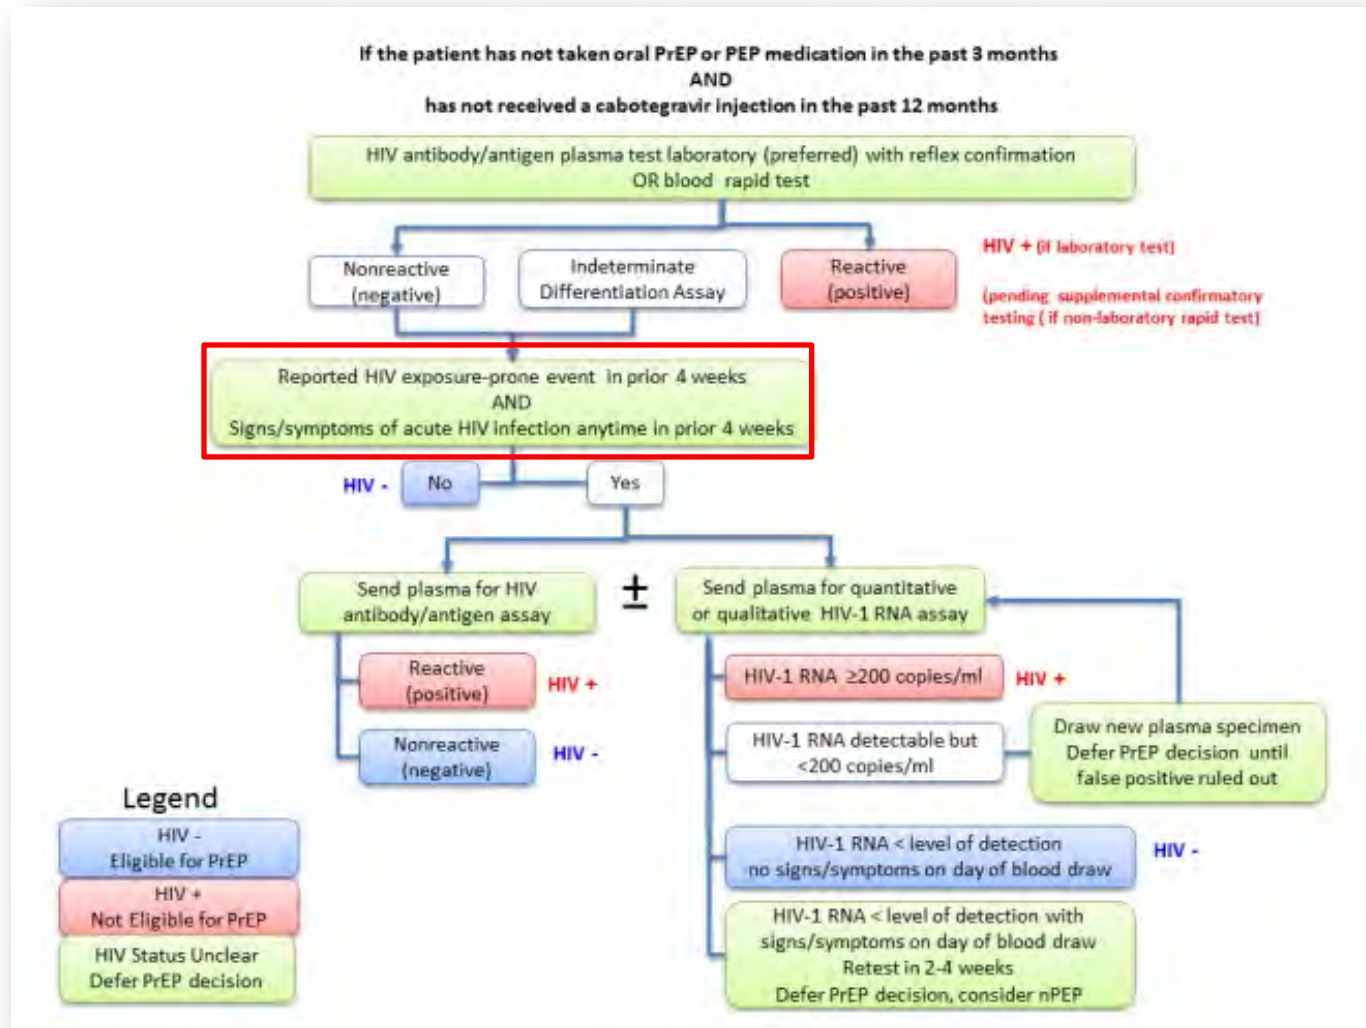 If the patient has not taken oral PrEP or PEP medication in the past 3 months
AND
has not received a cabotegravir injection in the past 12 months
HIV antibody/antigen plasma test laboratory (preferred) with reflex confirmation
OR blood rapid test
Nonreactive
(negative)
Indeterminate
Differentiation Assay
Reactive
(positive)
HIV + (if laboratory test)
(pending supplemental confirmatory
testing ( if non-laboratory rapid test)
Reported HIV exposure-prone event in prior 4 weeks
AND
Signs/symptoms of acute HIV infection anytime in prior 4 weeks
HIV -
No
Yes
Send plasma for HIV
antibody/antigen assay
±
Send plasma for quantitative
or qualitative HIV-1 RNA assay
Reactive
(positive)
HIV +
Nonreactive
(negative)
HIV -
HIV-1 RNA ≥200 copies/ml
HIV +
HIV-1 RNA detectable but
<200 copies/ml
Draw new plasma specimen
Defer PrEP decision until
false positive ruled out
HIV-1 RNA < level of detection
no signs/symptoms on day of blood draw
HIV -
HIV-1 RNA < level of detection with
signs/symptoms on day of blood draw
Retest in 2-4 weeks
Defer PrEP decision, consider nPEP
Legend
HIV -
Eligible for PrEP
HIV +
Not Eligible for PrEP
HIV Status Unclear
Defer PrEP decision